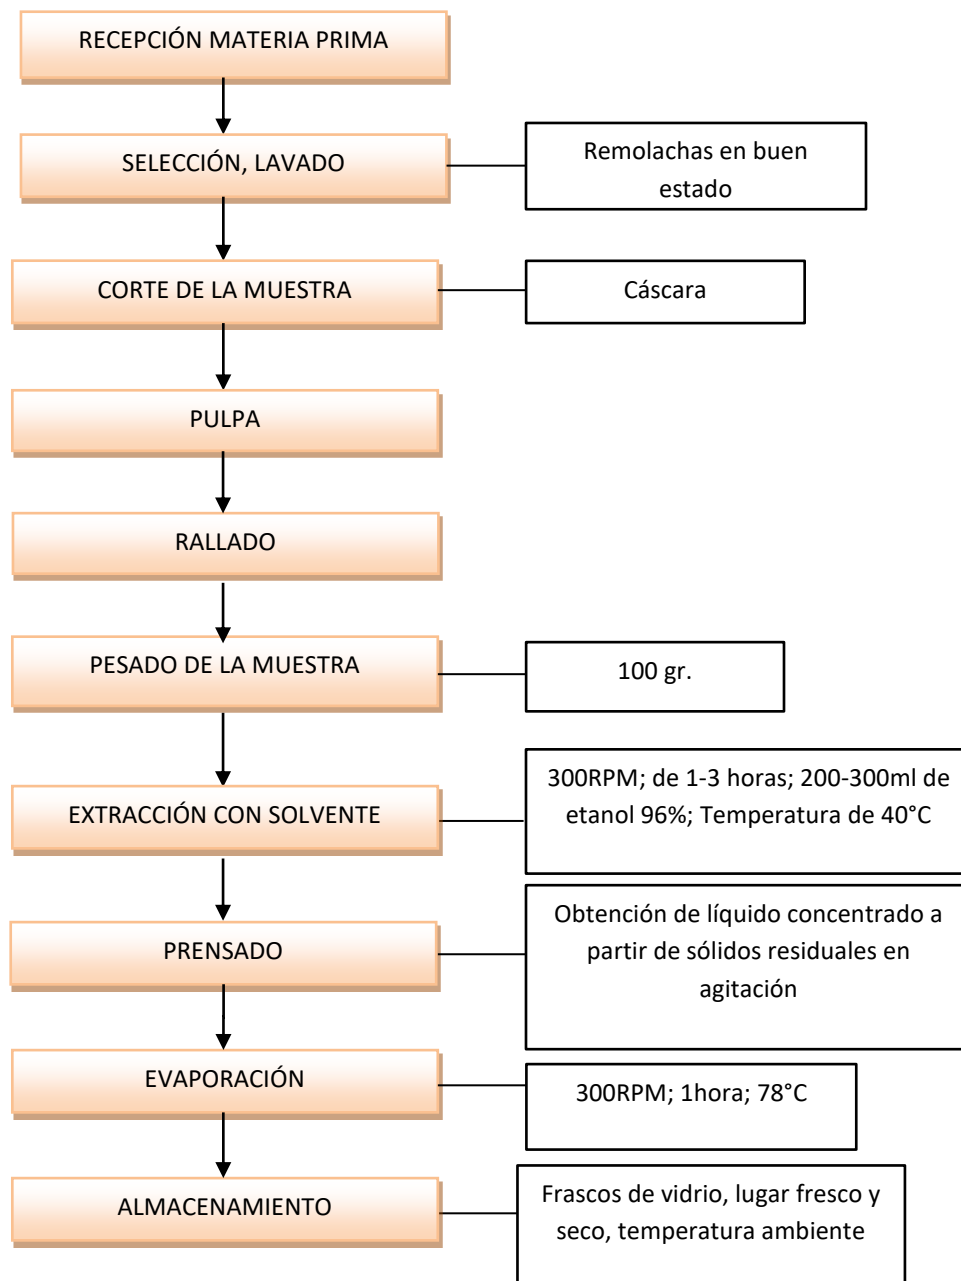 RECEPCIÓN MATERIA PRIMA
SELECCIÓN, LAVADO
Remolachas en buen
estado
CORTE DE LA MUESTRA
Cáscara
PULPA
RALLADO
PESADO DE LA MUESTRA
100 gr.
EXTRACCIÓN CON SOLVENTE
300RPM; de 1-3 horas; 200-300ml de
etanol 96%; Temperatura de 40°C
PRENSADO
Obtención de líquido concentrado a
partir de sólidos residuales en
agitación
EVAPORACIÓN
300RPM; 1hora; 78°C
ALMACENAMIENTO
Frascos de vidrio, lugar fresco y
seco, temperatura ambiente